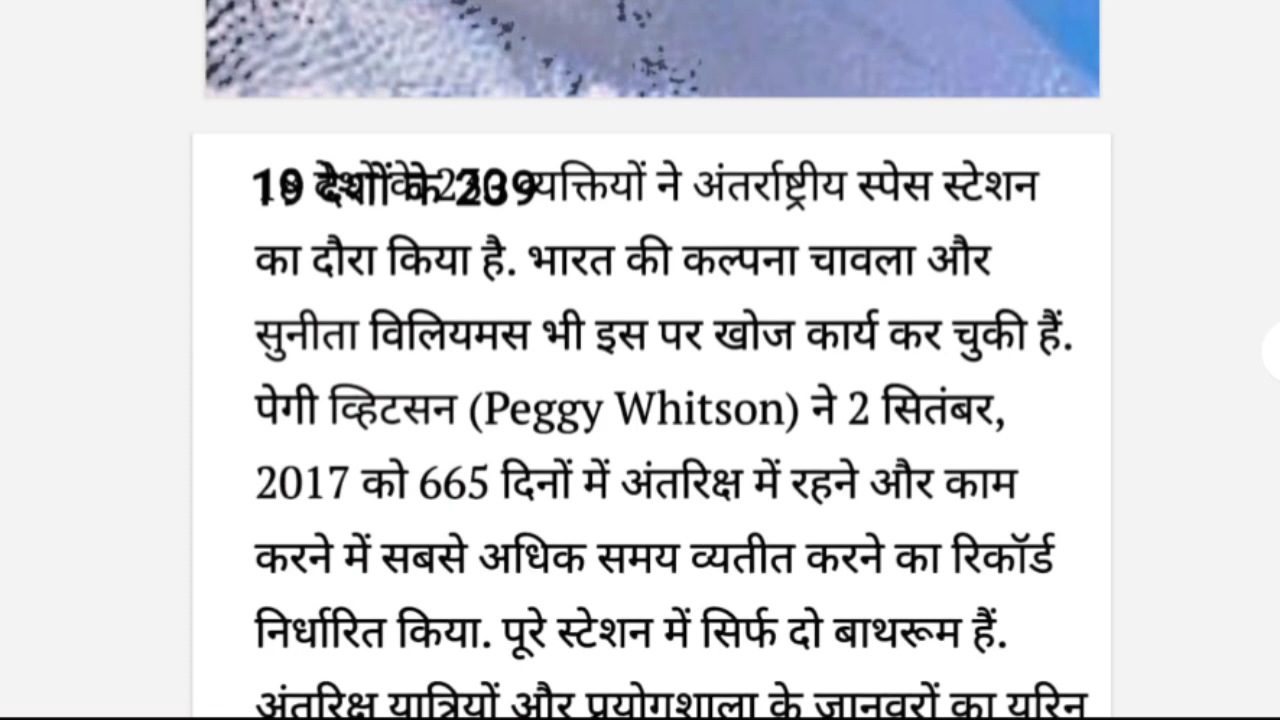 व्यक्तियों ने अंतर्राष्ट्रीय स्पेस स्टेशन
का दौरा किया है. भारत की कल्पना चावला और
सुनीता विलियमस भी इस पर खोज कार्य कर चुकी हैं.
पेगी व्हिटसन (Peggy Whitson) ने 2 सितंबर,
2017 को 665 दिनों में अंतरिक्ष में रहने और काम
करने में सबसे अधिक समय व्यतीत करने का रिकॉर्ड
निर्धारित किया. पूरे स्टेशन में सिर्फ दो बाथरूम हैं.
अंतरिक्ष यात्रियों और प्रयोगशाला के जानवरों का यूरिन